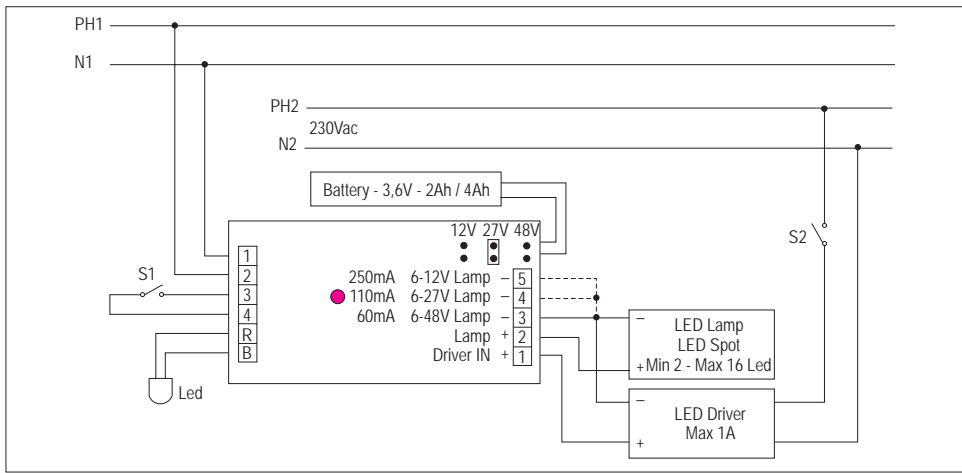 PH1
N1
PH2
230Vac
N2
Battery - 3,6V - 2Ah / 4Ah
12V 27V 48V
1
2
3
4
R
B
S1
Led
250mA 6-12V Lamp – 5
110mA 6-27V Lamp – 4
60mA 6-48V Lamp – 3
Lamp + 2
Driver IN + 1
S2
– LED Lamp
LED Spot
+ Min 2 - Max 16 Led
– LED Driver
+ Max 1A